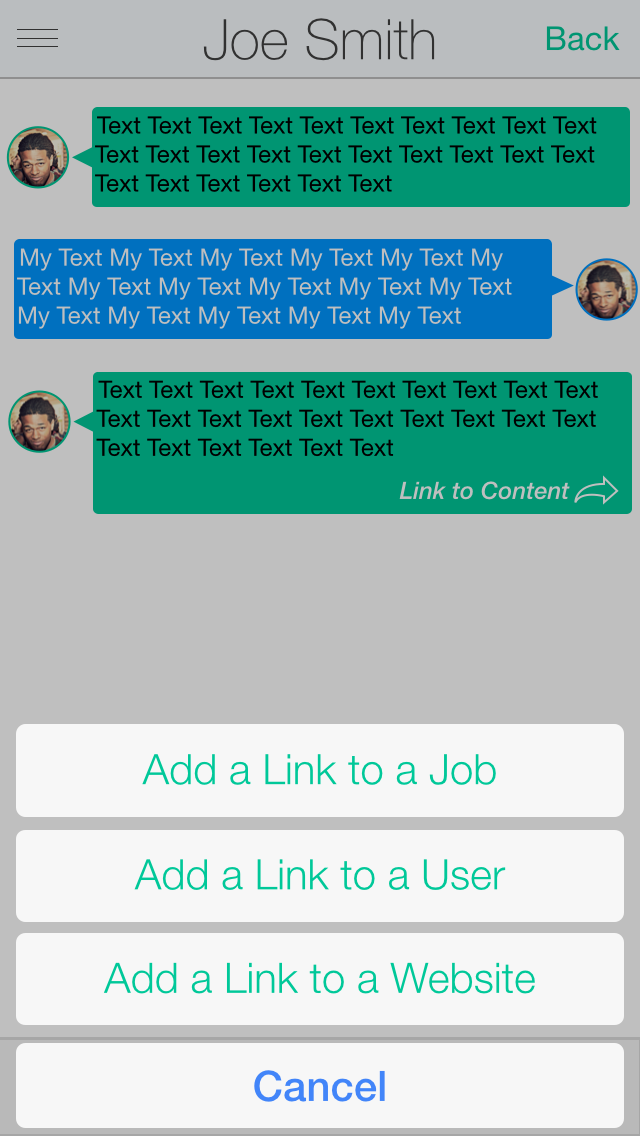 Joe Smith
Back
Text Text Text Text Text Text Text Text Text Text
Text Text Text Text Text Text Text Text Text Text
Text Text Text Text Text Text
My Text My Text My Text My Text My Text My
Text My Text My Text My Text My Text My Text
My Text My Text My Text My Text My Text
Text Text Text Text Text Text Text Text Text Text
Text Text Text Text Text Text Text Text Text Text
Text Text Text Text Text Text
Link to Content
Add a Link to a Job
Add a Link to a User
Add a Link to a Website
Cancel